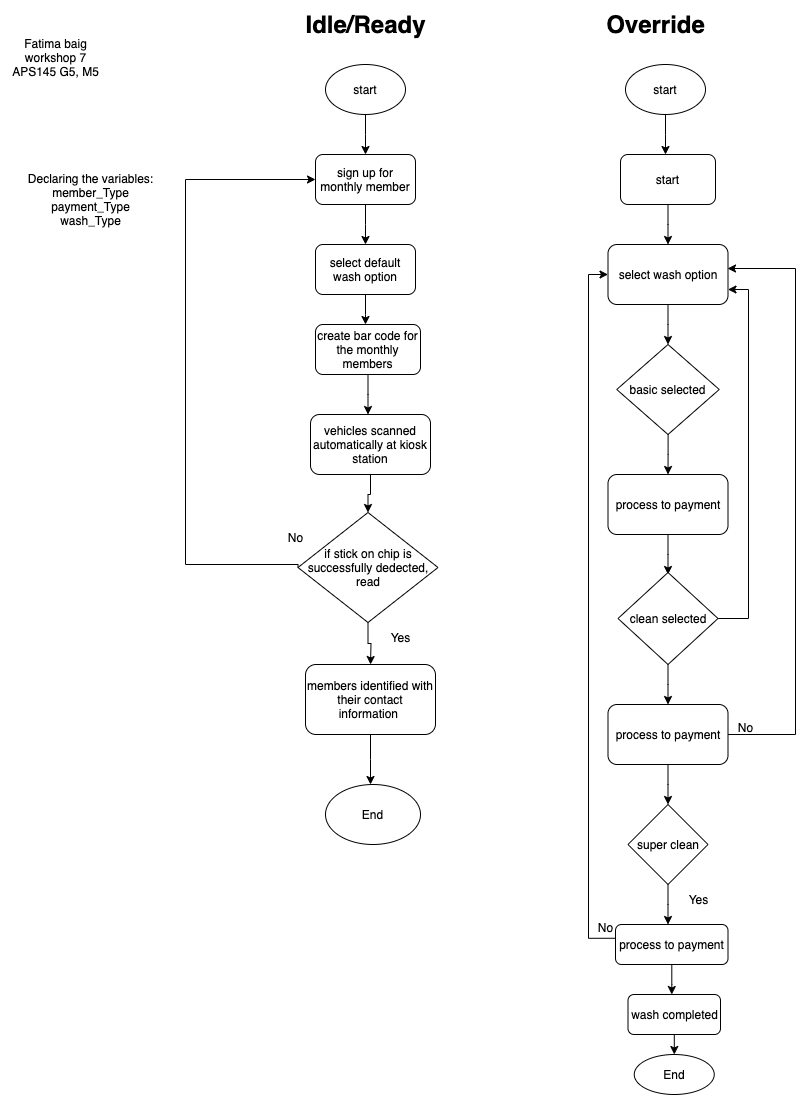 Idle/Ready
Override
Fatima baig
workshop 7
APS145 G5, M5
Declaring the variables:
member_Type
payment_Type
wash_Type
start
sign up for
monthly member
select default
wash option
create bar code for
the monthly
members
vehicles scanned
automatically at kiosk
station
No
if stick on chip is
successfully dedected,
read
Yes
members identified with
their contact
information
End
start
start
select wash option
basic selected
process to payment
clean selected
process to payment
No
super clean
Yes
No
process to payment
wash completed
End